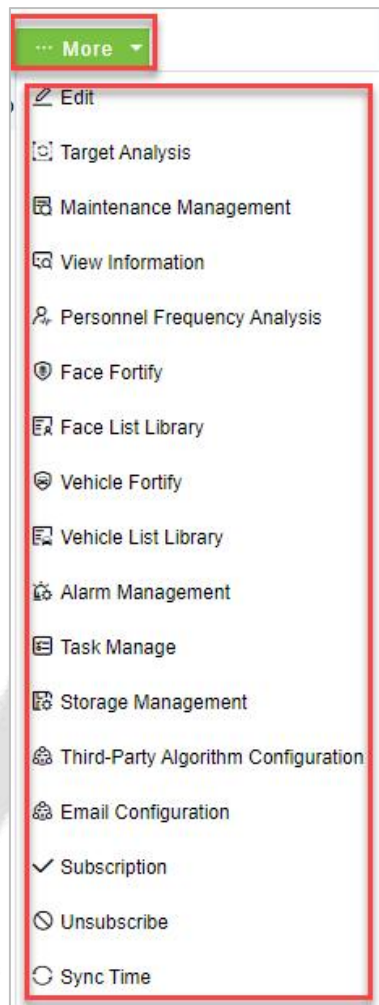 ··· More
Edit
Target Analysis
Maintenance Management
View Information
Personnel Frequency Analysis
Face Fortify
Face List Library
Vehicle Fortify
Vehicle List Library
Alarm Management
Task Manage
Storage Management
Third-Party Algorithm Configuration
Email Configuration
Subscription
Unsubscribe
Sync Time